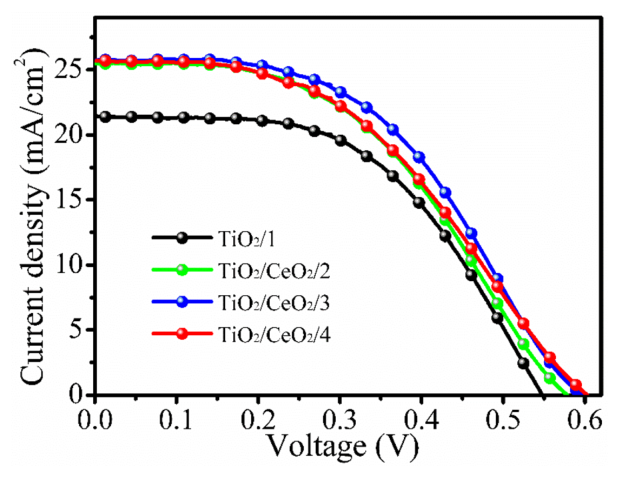 Current density (mA/cm²)
25
20
15
10
5
0
TiO₂/1
TiO₂/CeO₂/2
TiO₂/CeO₂/3
TiO₂/CeO₂/4
0.0 0.1 0.2 0.3 0.4 0.5 0.6
Voltage (V)